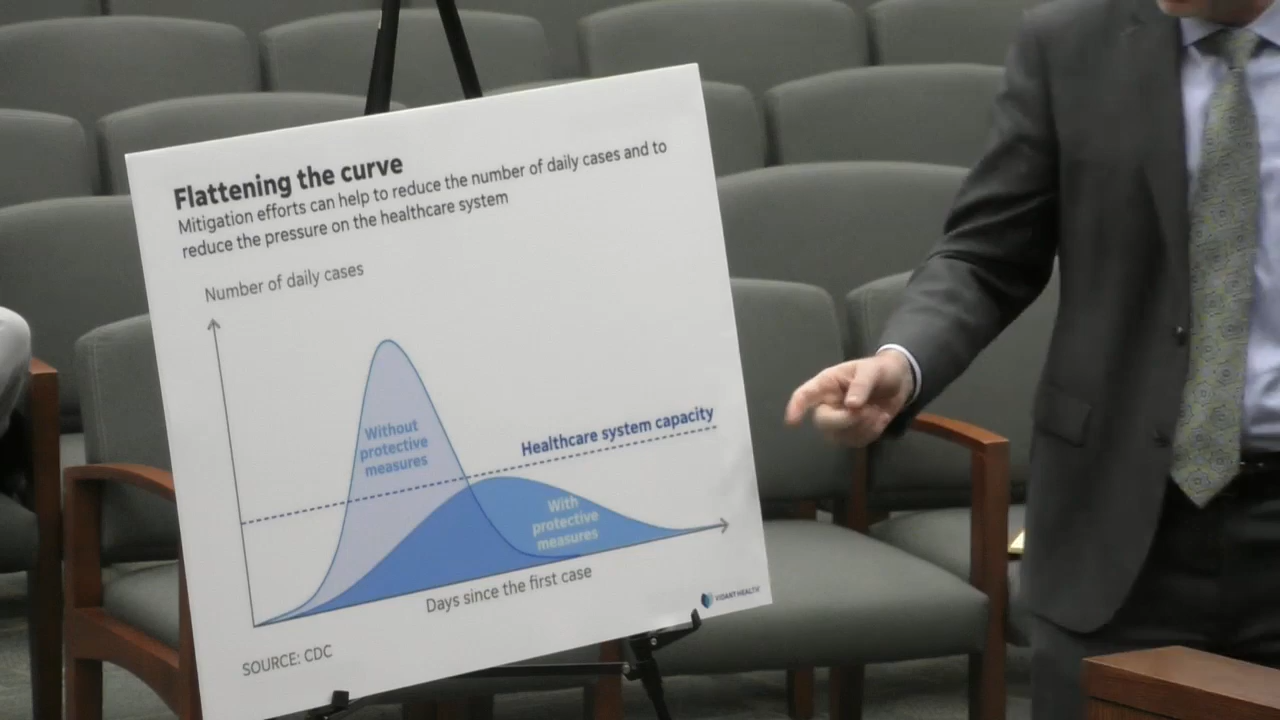 Flattening the curve
Mitigation efforts can help to reduce the number of daily cases and to
reduce the pressure on the healthcare system
Number of daily cases
Without
protective
measures
Healthcare system capacity
With
protective
measures
Days since the first case
VIDANT HEALTH
SOURCE: CDC